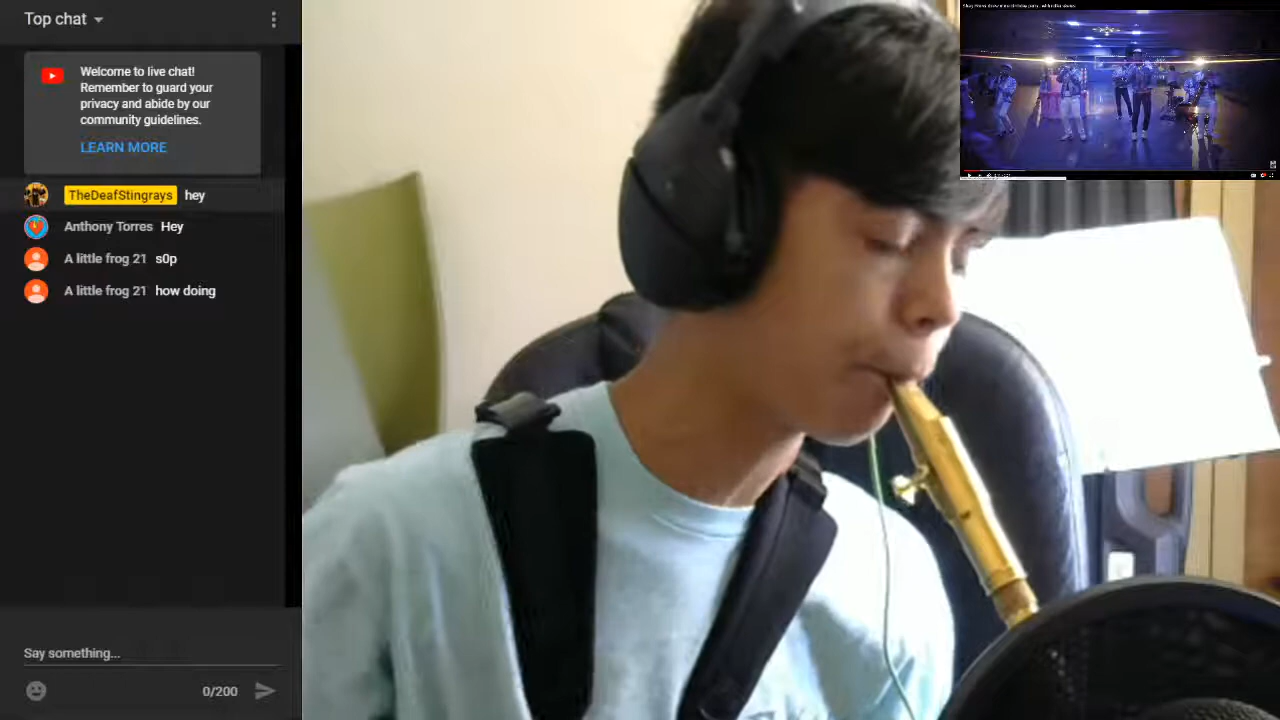 Top chat
Welcome to live chat!
Remember to guard your
privacy and abide by our
community guidelines.
LEARN MORE
TheDeafStingrays hey
Anthony Torres Hey
A little frog 21 s0p
A little frog 21 how doing
Say something...
0/200